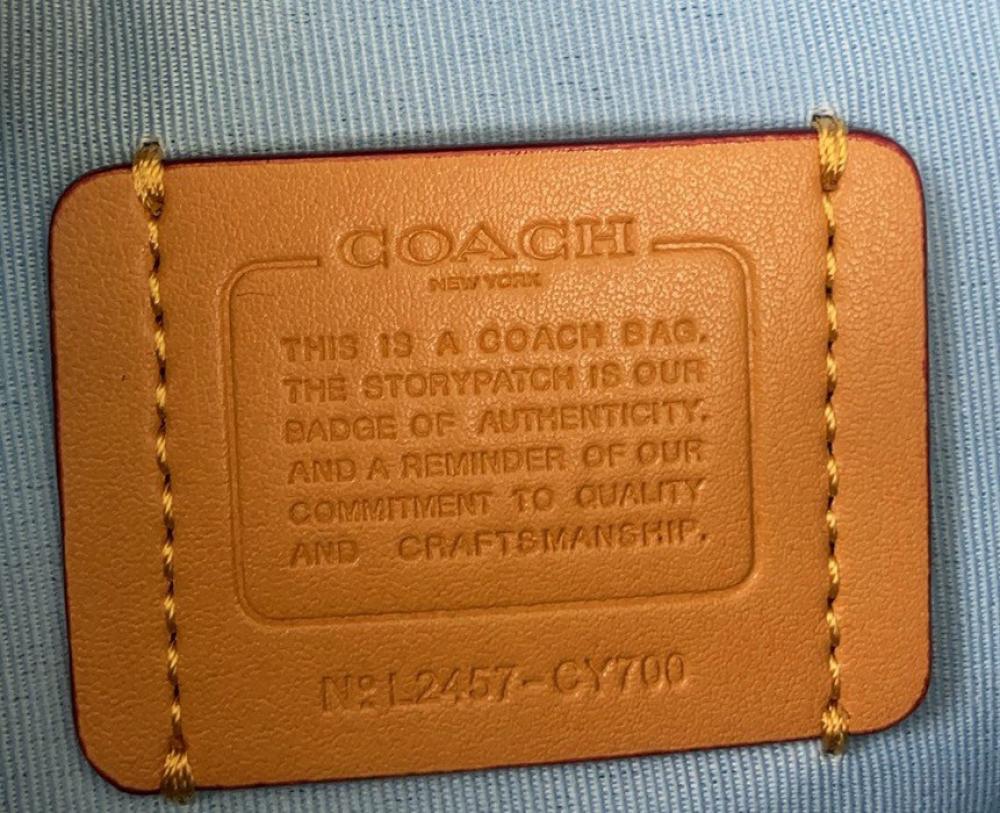 COACH
NEW YORK
THIS IS A COACH BAG.
THE STORYPATCH IS OUR
BADGE OF AUTHENTICITY.
AND A REMINDER OF OUR
COMMITMENT TO QUALITY
AND CRAFTSMANSHIP.
Nº L2457-CY700